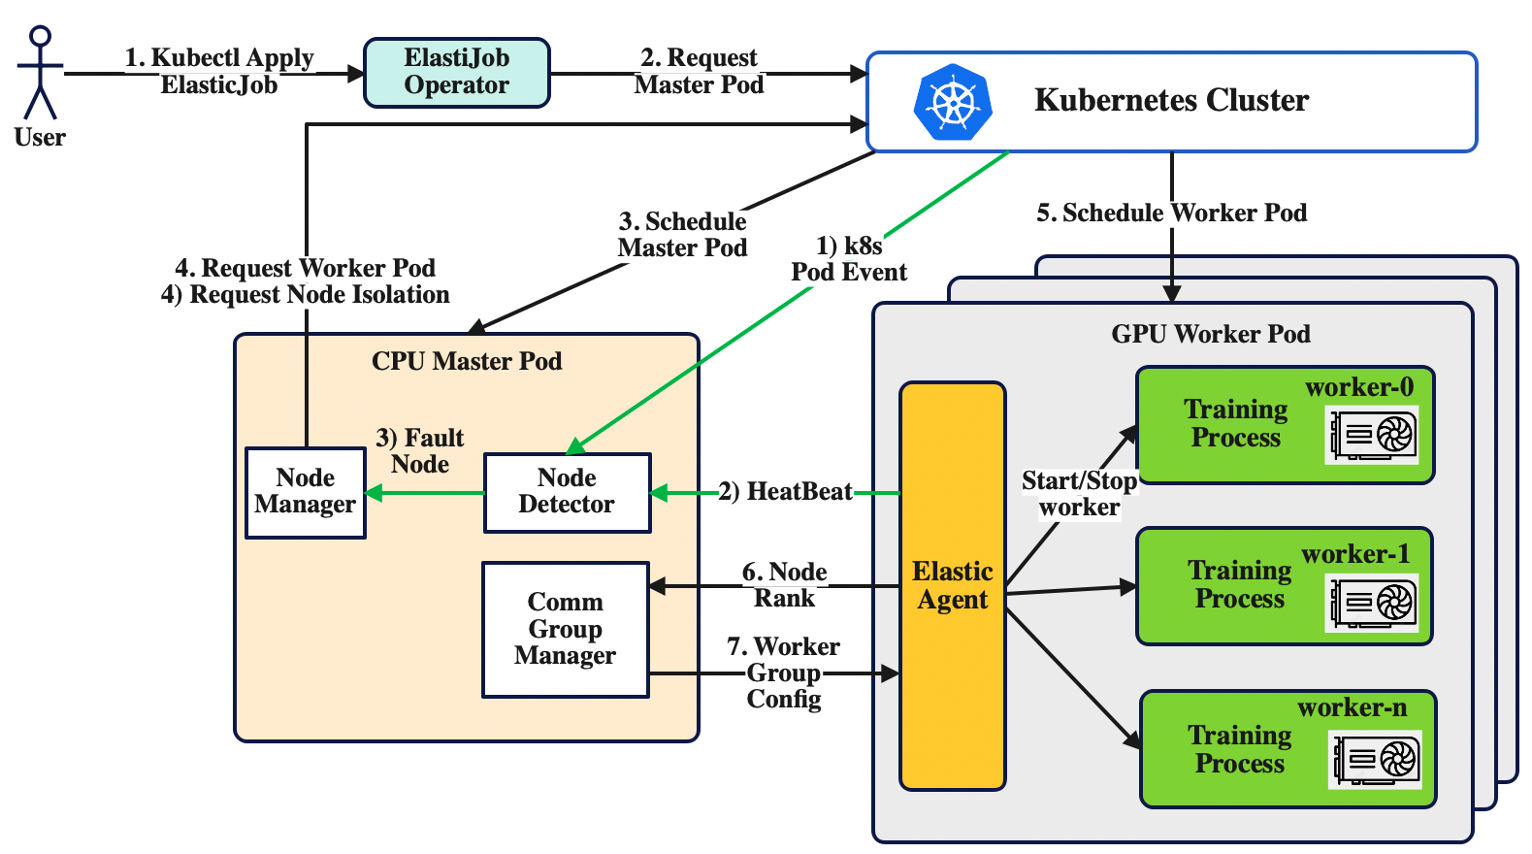 1. Kubectl Apply
ElasticJob
ElastiJob
Operator
2. Request
Master Pod
Kubernetes Cluster
User
3. Schedule
Master Pod
1) k8s
Pod Event
5. Schedule Worker Pod
4. Request Worker Pod
4) Request Node Isolation
CPU Master Pod
GPU Worker Pod
Node
Manager
3) Fault
Node
Node
Detector
2) HeatBeat
Comm
Group
Manager
6. Node
Rank
7. Worker
Group
Config
Elastic
Agent
Start/Stop
worker
worker-0
Training
Process
worker-1
Training
Process
worker-n
Training
Process